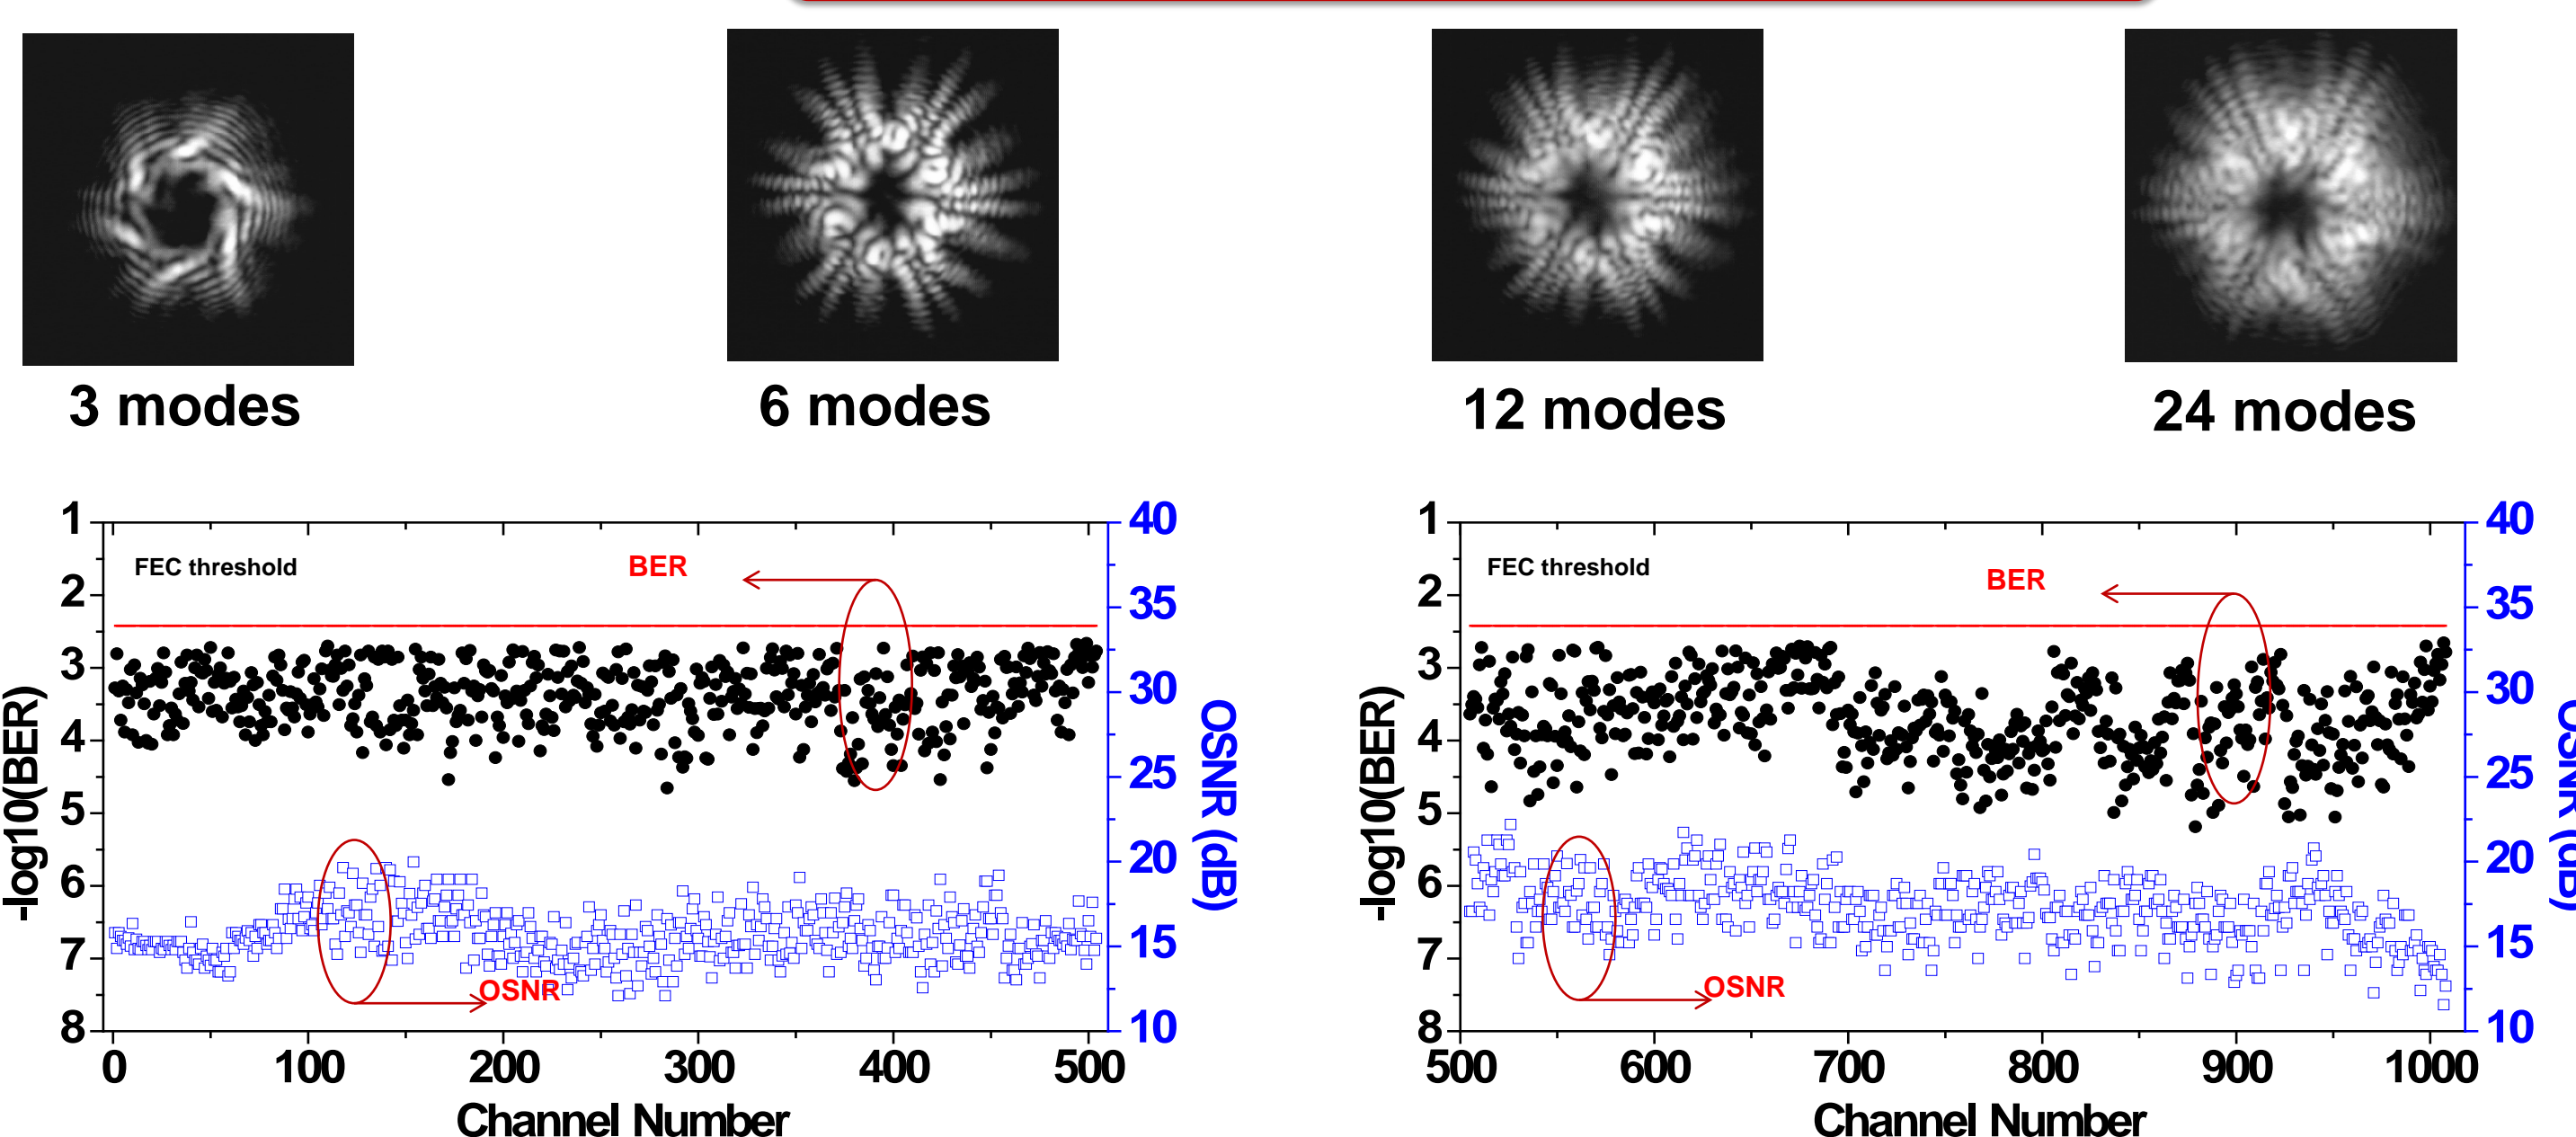 3 modes
6 modes
12 modes
24 modes
1
2
3
4
5
6
7
8
-log10(BER)
FEC threshold
BER
OSNR
40
35
30
25
20
15
10
OSNR (dB)
0 100 200 300 400 500
Channel Number
1
2
3
4
5
6
7
8
-log10(BER)
FEC threshold
BER
OSNR
40
35
30
25
20
15
10
OSNR (dB)
500 600 700 800 900 1000
Channel Number